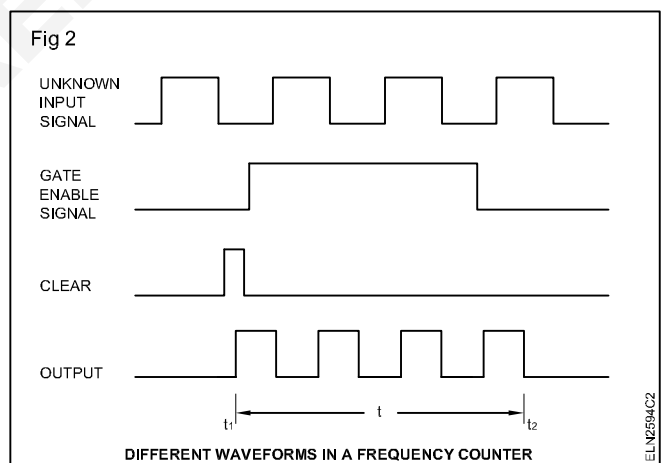 Fig 2
UNKNOWN
INPUT
SIGNAL
GATE
ENABLE
SIGNAL
CLEAR
OUTPUT
t1
t
t2
DIFFERENT WAVEFORMS IN A FREQUENCY COUNTER
ELN2594C2